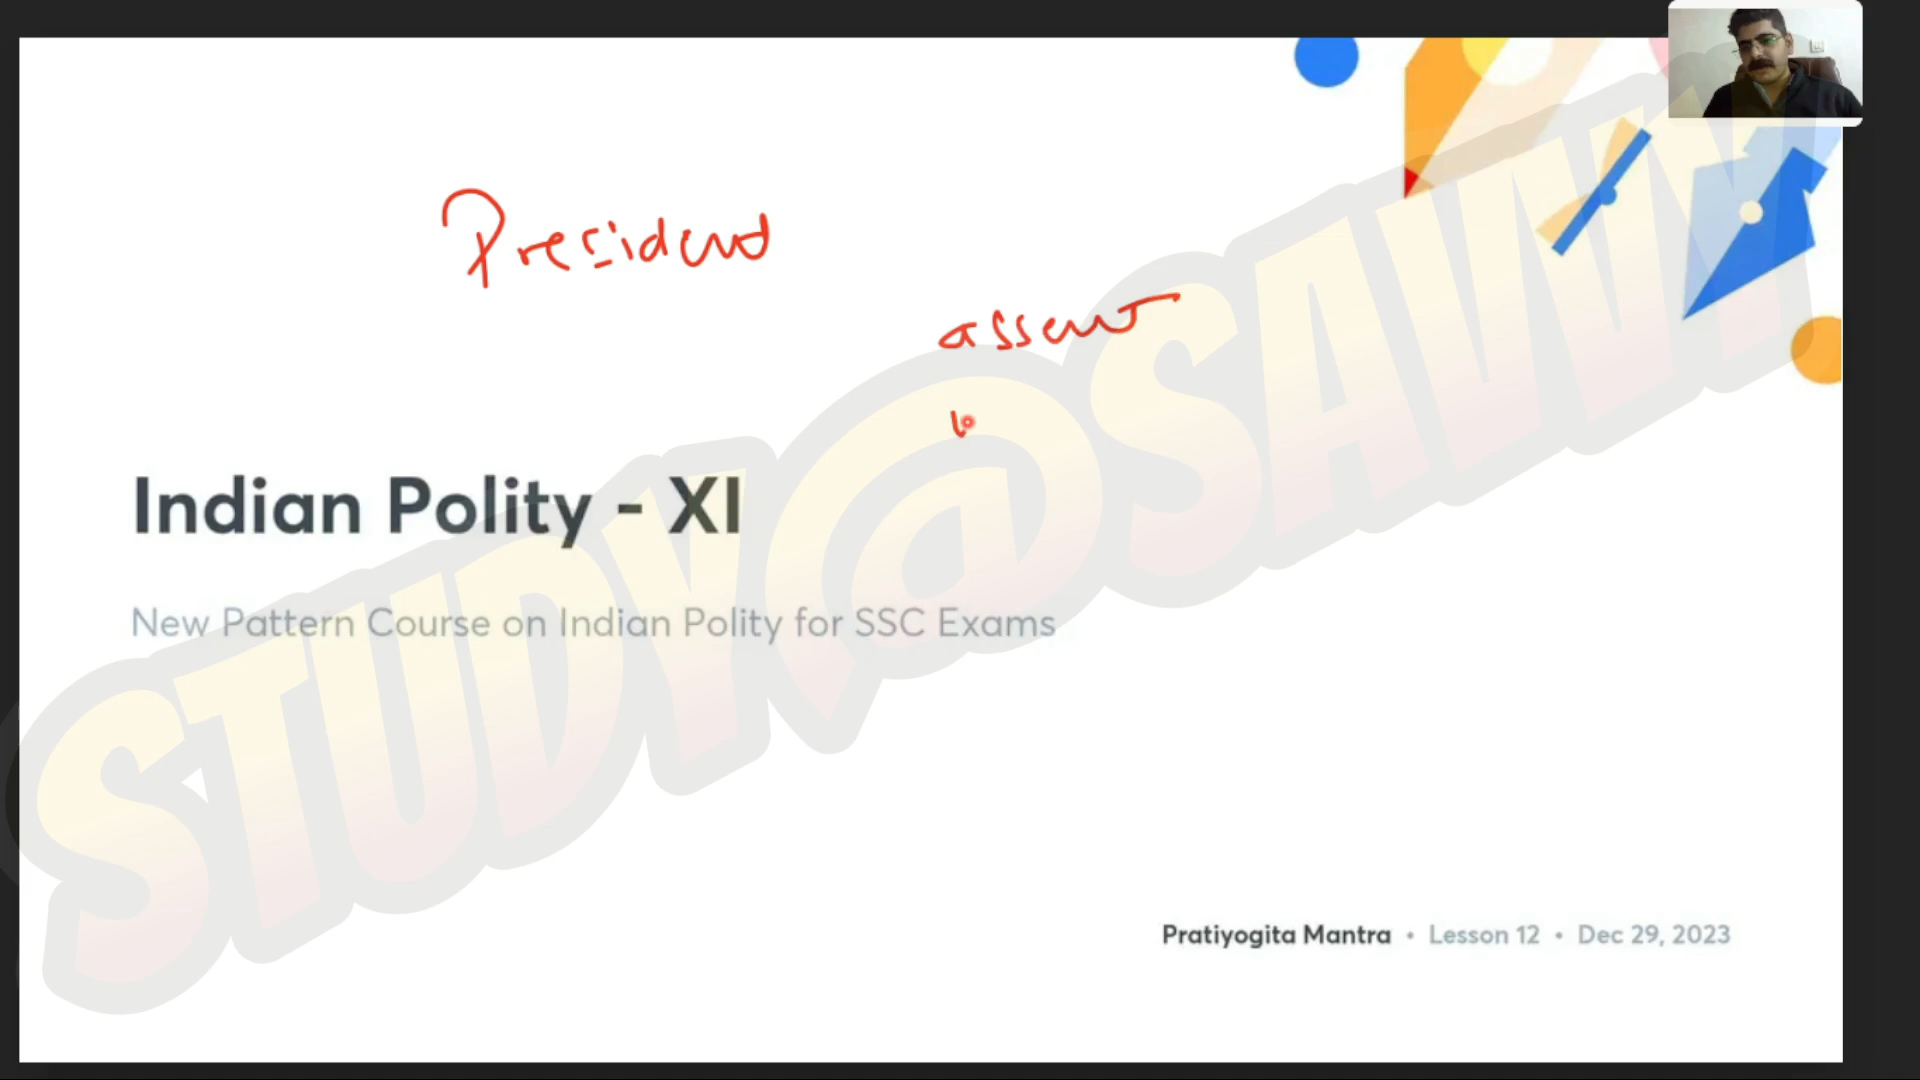 President
assent
Indian Polity - XI
New Pattern Course on Indian Polity for SSC Exams
STUDY@SAVVY
Pratiyogita Mantra • Lesson 12 • Dec 29, 2023